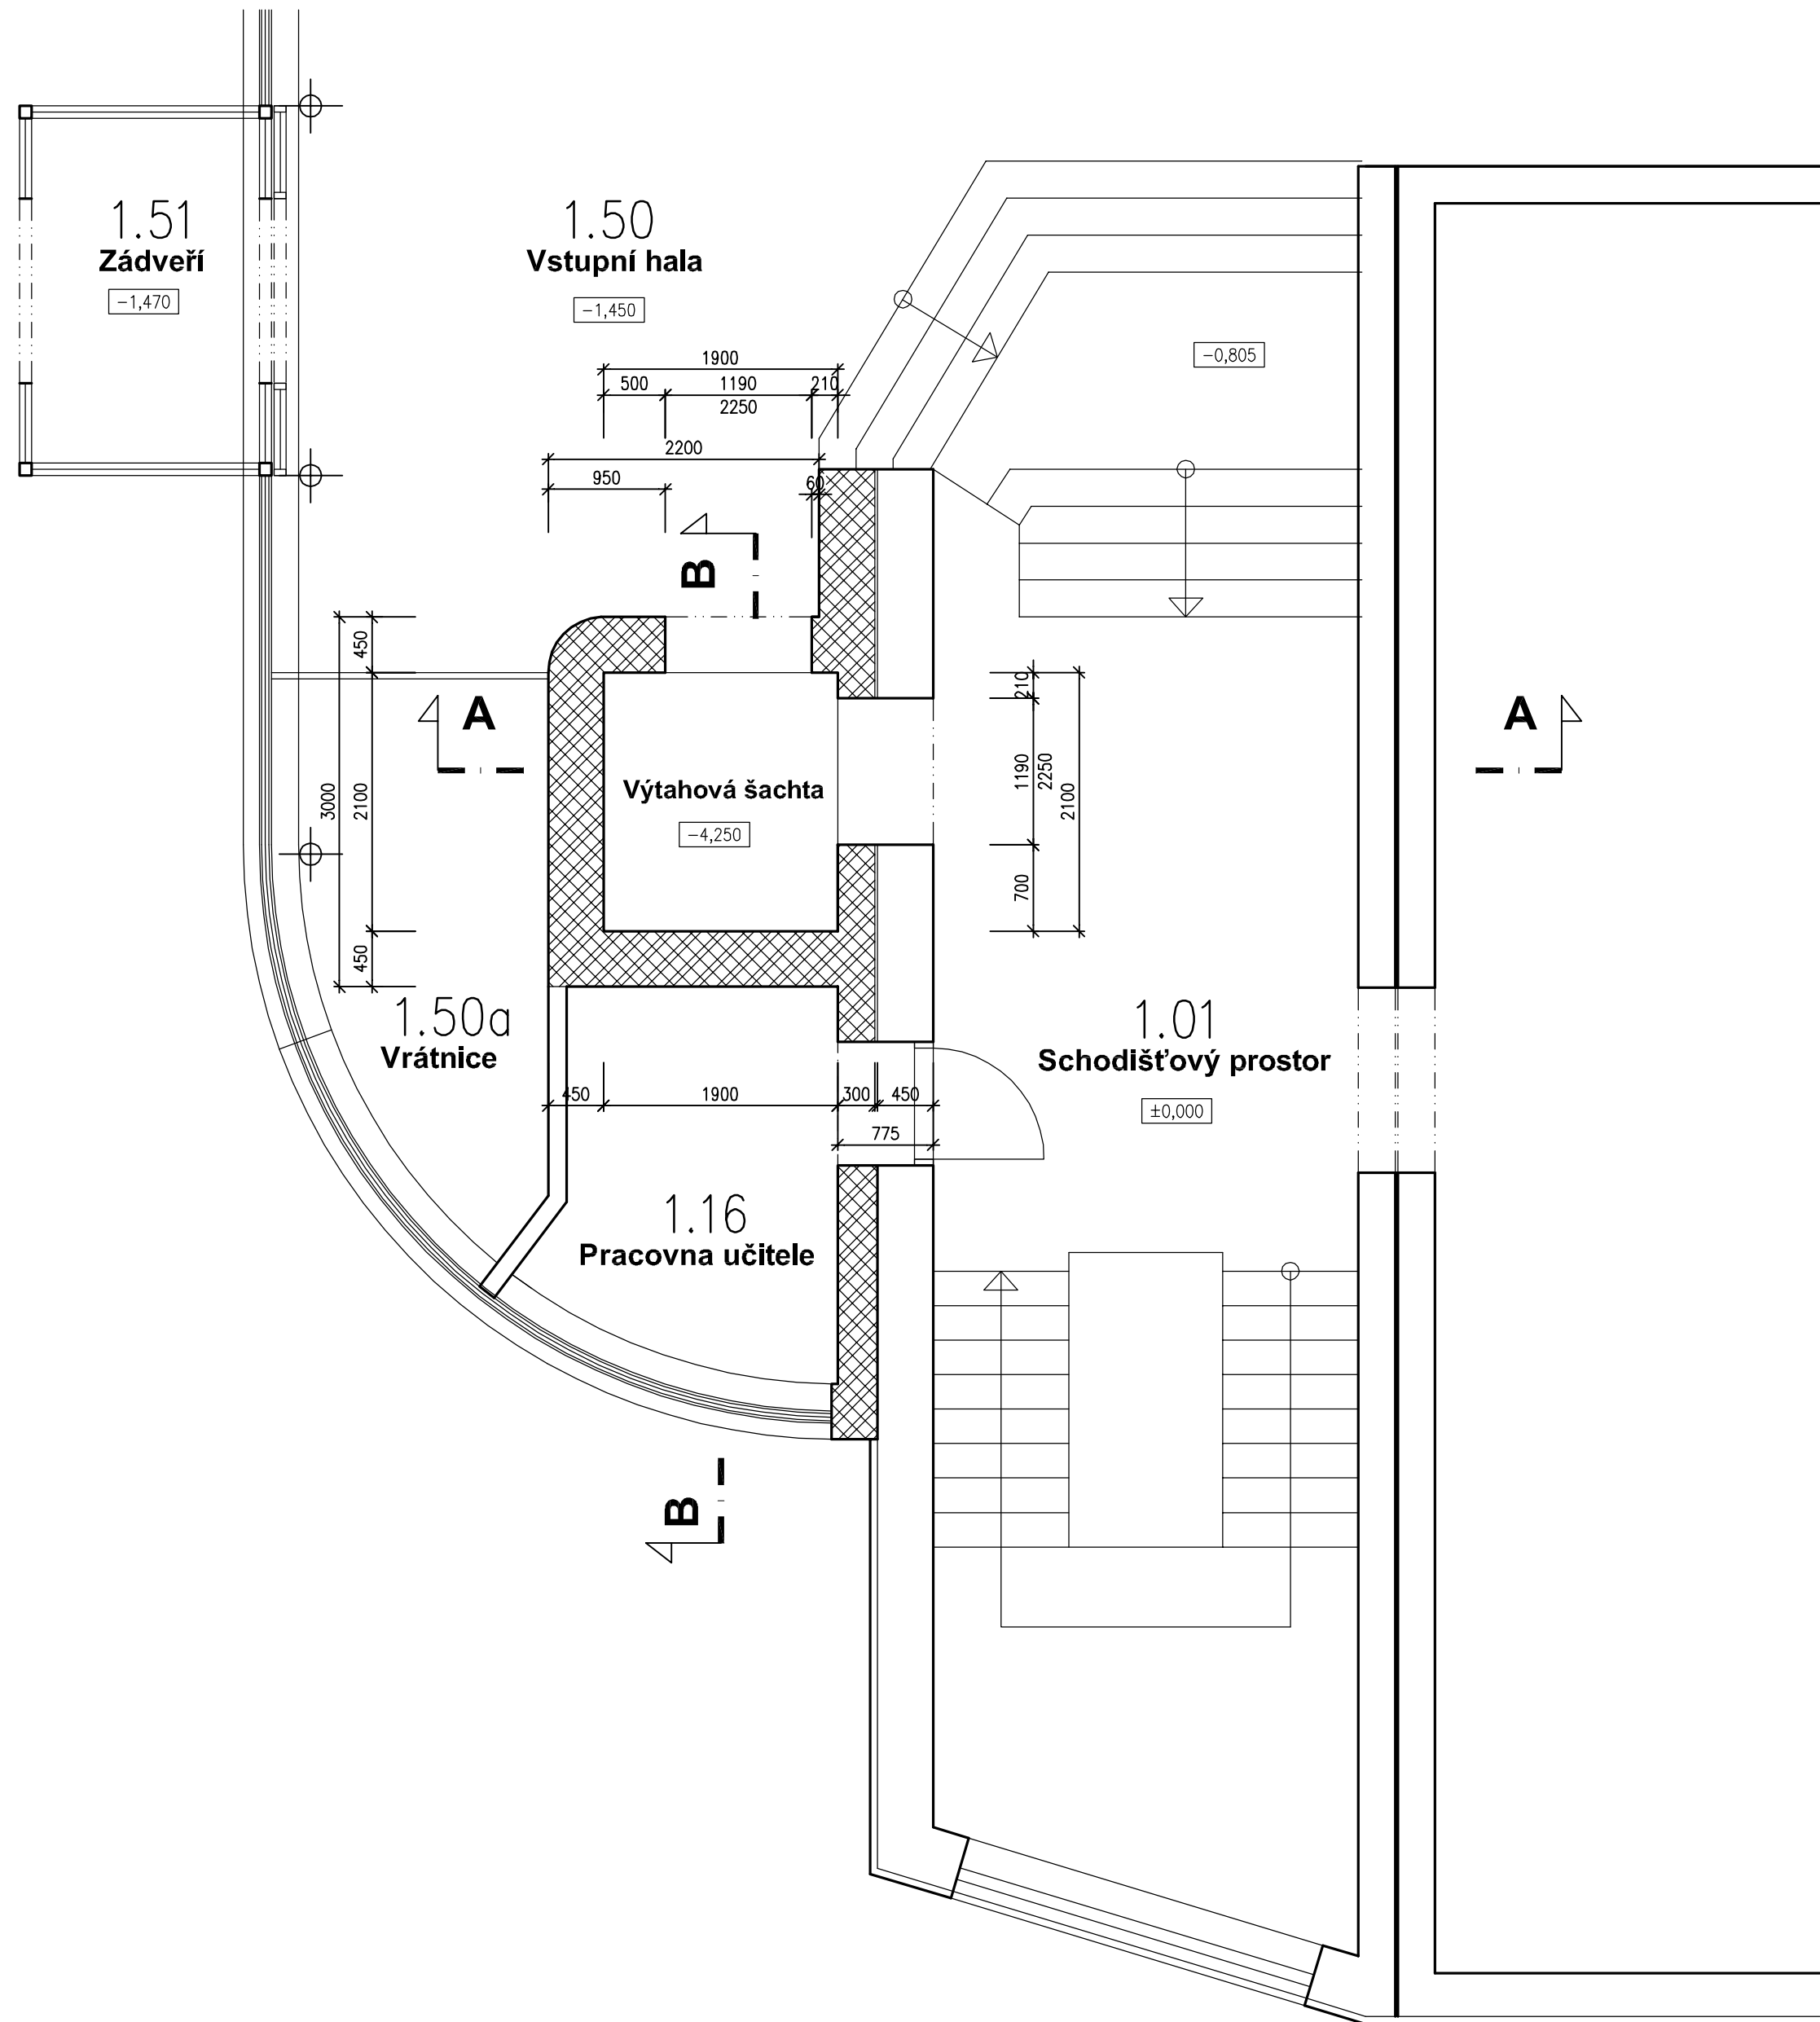 1.51
Zádveří
-1,470
1.50
Vstupní hala
-1,450
-0,805
1900
500 1190 210
2250
2200
950
60
B
450
2100
3000
450
A
210
1190
2250
2100
700
A
Výtahová šachta
-4,250
1.50a
Vrátnice
1.01
Schodišťový prostor
±0,000
450 1900 300 450
775
1.16
Pracovna učitele
B